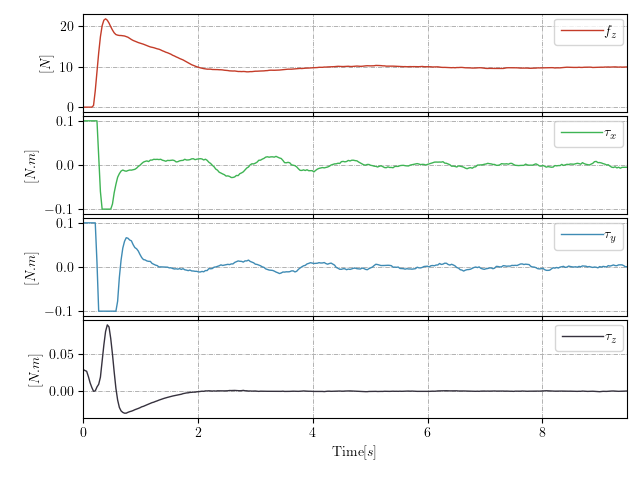 20
10
0
[N]
f_z
0.1
0.0
−0.1
[N.m]
τ_x
0.1
0.0
−0.1
[N.m]
τ_y
0.05
0.00
[N.m]
τ_z
0 2 4 6 8
Time[s]